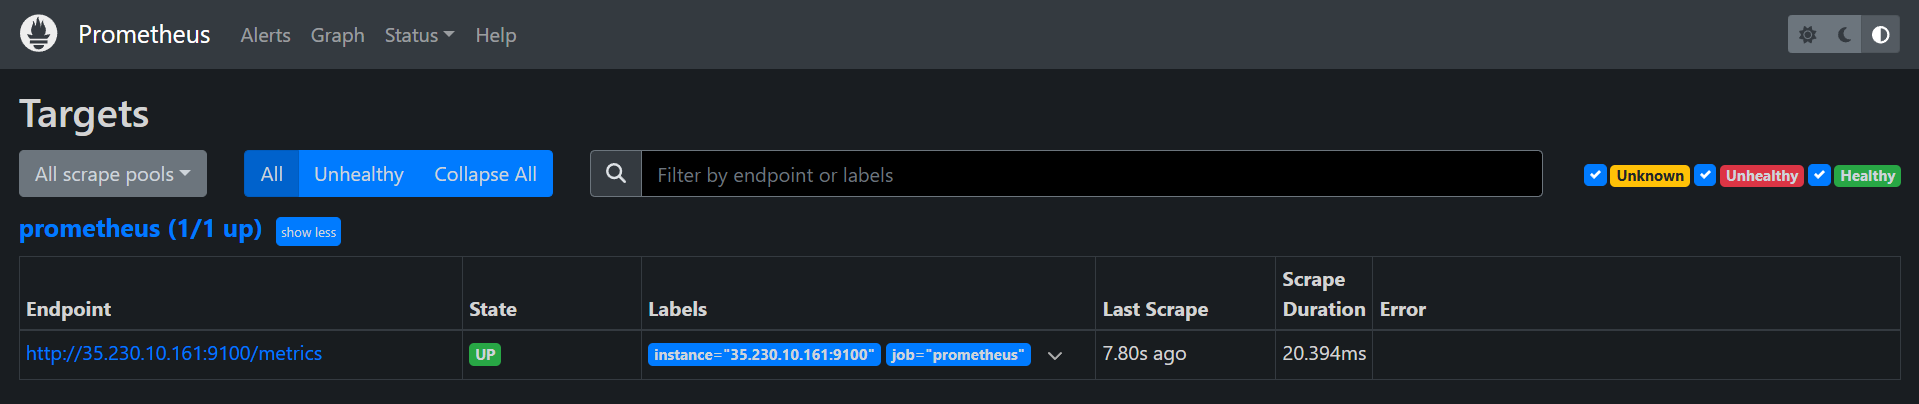 Prometheus Alerts Graph Status Help
Targets
All scrape pools All Unhealthy Collapse All Filter by endpoint or labels Unknown Unhealthy Healthy
prometheus (1/1 up) show less
Endpoint State Labels Last Scrape Scrape Duration Error
http://35.230.10.161:9100/metrics UP instance="35.230.10.161:9100" job="prometheus" 7.80s ago 20.394ms